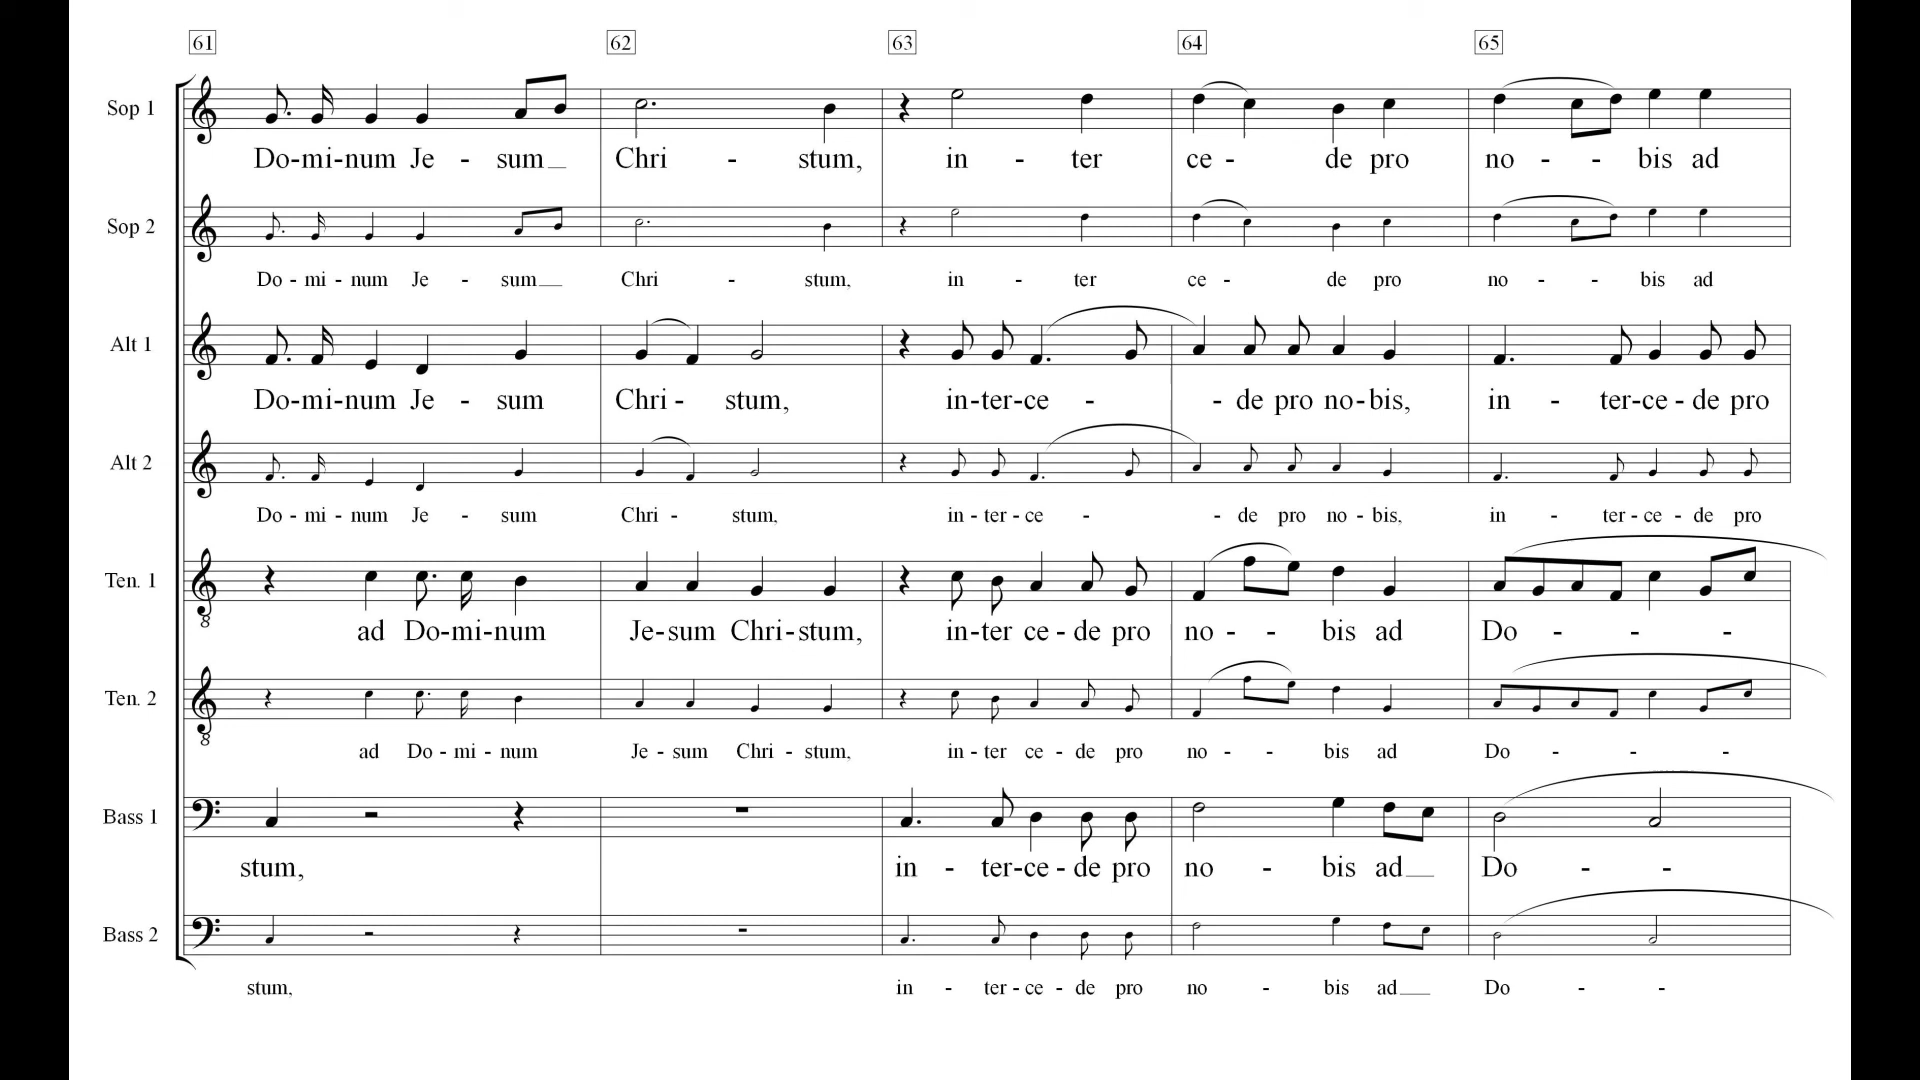 61 62 63 64 65
Sop 1
Do-mi-num Je - sum_ Chri - stum, in - ter ce - de pro no - - bis ad
Sop 2
Do - mi - num Je - sum__ Chri - stum, in - ter ce - de pro no - - bis ad
Alt 1
Do-mi-num Je - sum Chri - stum, in-ter-ce - - de pro no-bis, in - ter-ce - de pro
Alt 2
Do - mi - num Je - sum Chri - stum, in - ter - ce - - de pro no - bis, in - ter - ce - de pro
Ten. 1
8
ad Do-mi-num Je-sum Chri-stum, in-ter ce - de pro no - - bis ad Do - - -
Ten. 2
8
ad Do - mi - num Je - sum Chri - stum, in - ter ce - de pro no - - bis ad Do - - -
Bass 1
stum, in - ter-ce - de pro no - bis ad__ Do - -
Bass 2
stum, in - ter - ce - de pro no - bis ad__ Do - -